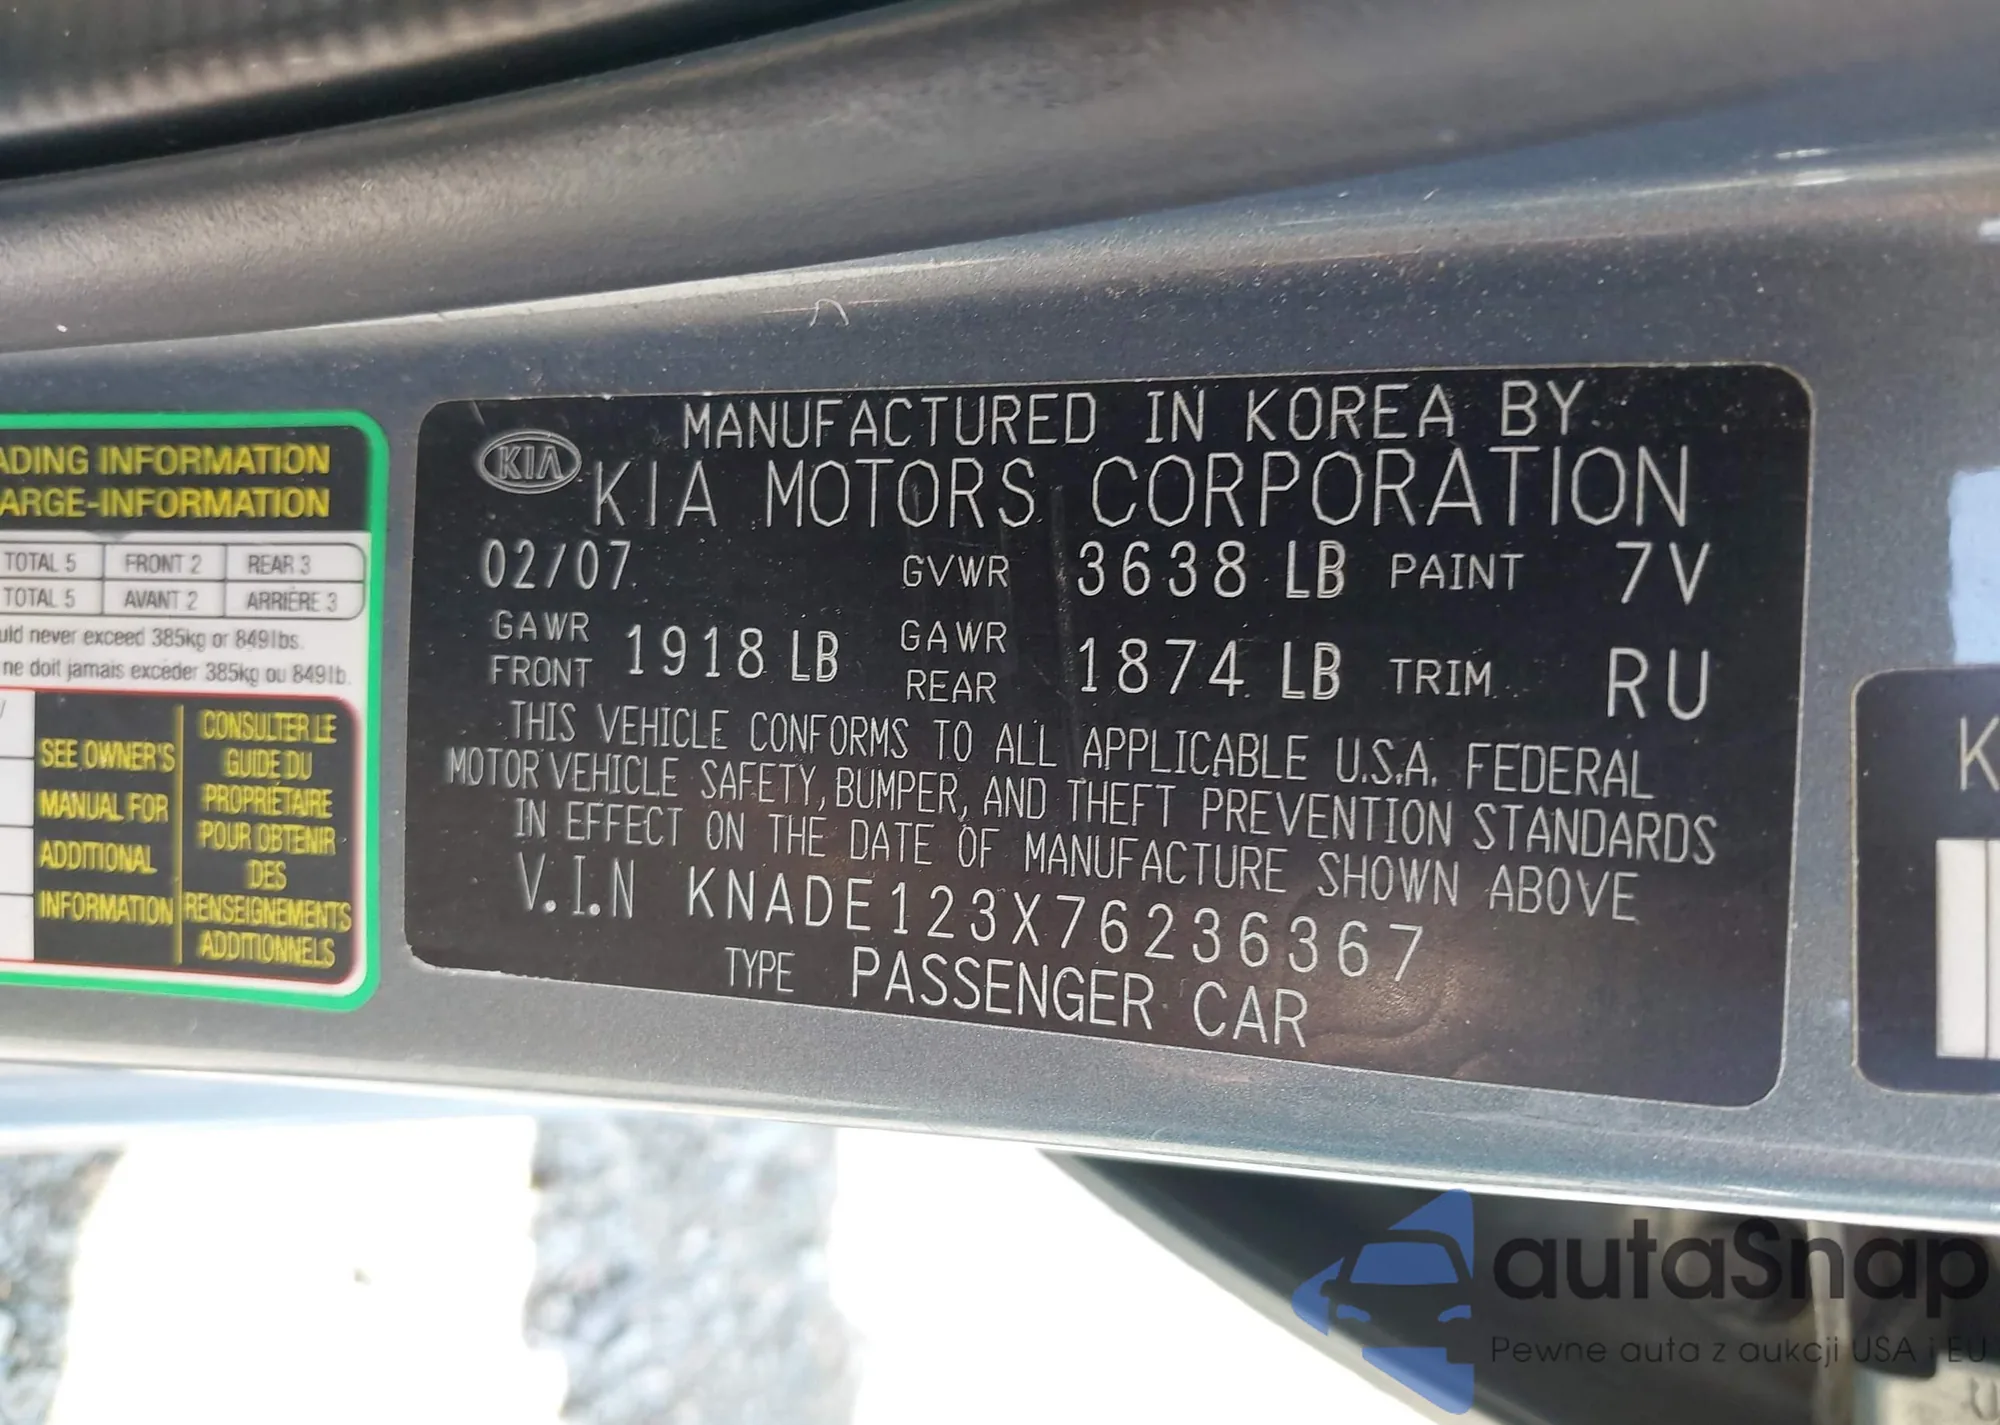 ADING INFORMATION
ARGE-INFORMATION
TOTAL 5 FRONT 2 REAR 3
TOTAL 5 AVANT 2 ARRIÈRE 3
uld never exceed 385kg or 849lbs.
ne doit jamais exceder 385kg ou 849lb.
SEE OWNER'S
MANUAL FOR
ADDITIONAL
INFORMATION
CONSULTER LE
GUIDE DU
PROPRIÉTAIRE
POUR OBTENIR
DES
RENSEIGNEMENTS
ADDITIONNELS
MANUFACTURED IN KOREA BY
KIA KIA MOTORS CORPORATION
02/07 GVWR 3638 LB PAINT 7V
GAWR FRONT 1918 LB GAWR REAR 1874 LB TRIM RU
THIS VEHICLE CONFORMS TO ALL APPLICABLE U.S.A. FEDERAL
MOTOR VEHICLE SAFETY, BUMPER, AND THEFT PREVENTION STANDARDS
IN EFFECT ON THE DATE OF MANUFACTURE SHOWN ABOVE
V.I.N KNADE123X76236367
TYPE PASSENGER CAR
K
autaSnap
Pewne auta z aukcji USA i EU